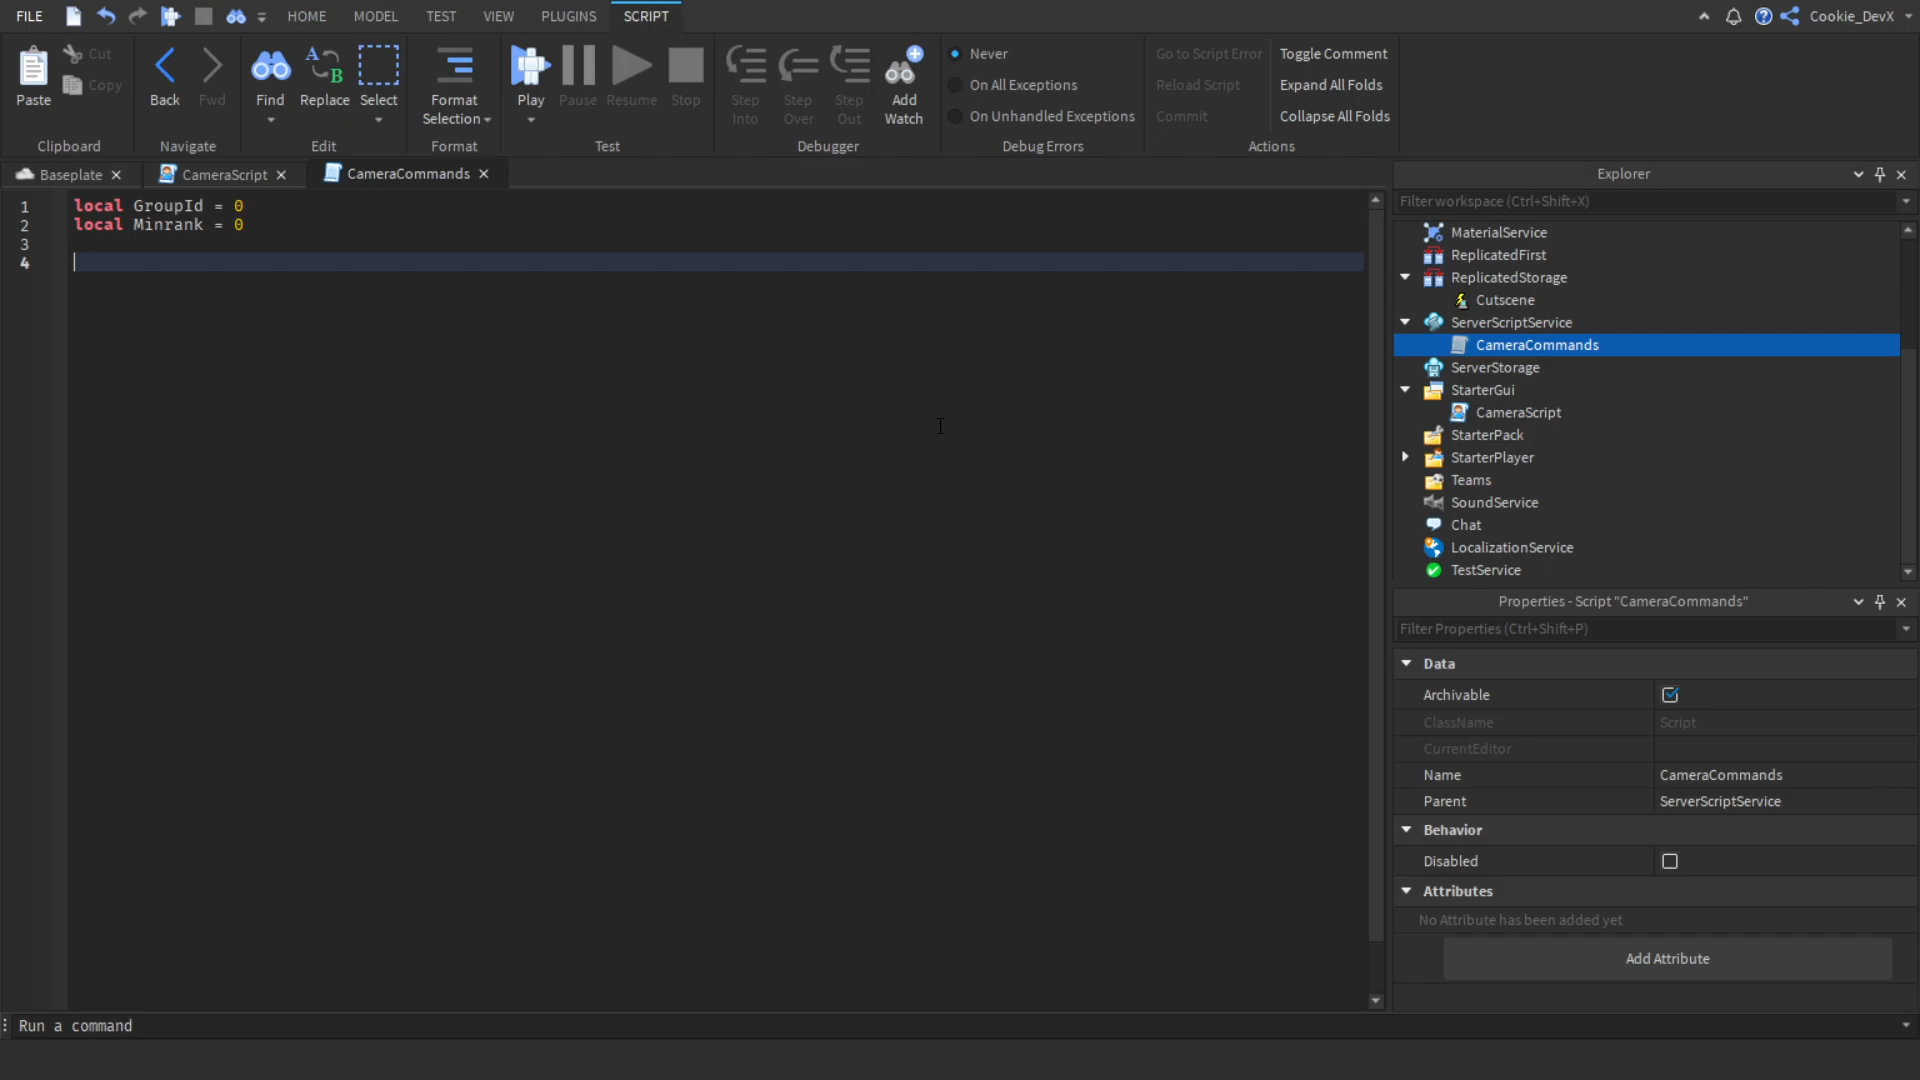 FILE HOME MODEL TEST VIEW PLUGINS SCRIPT Cookie_DevX
Paste Cut Copy
Clipboard
Back Fwd
Navigate
Find Replace Select
Edit
Format Selection
Format
Play Pause Resume Stop
Test
Step Into Step Over Step Out Add Watch
Debugger
Never
On All Exceptions
On Unhandled Exceptions
Debug Errors
Go to Script Error Toggle Comment
Reload Script Expand All Folds
Commit Collapse All Folds
Actions
Baseplate CameraScript CameraCommands
1 local GroupId = 0
2 local Minrank = 0
3
4
Explorer
Filter workspace (Ctrl+Shift+X)
MaterialService
ReplicatedFirst
ReplicatedStorage
Cutscene
ServerScriptService
CameraCommands
ServerStorage
StarterGui
CameraScript
StarterPack
StarterPlayer
Teams
SoundService
Chat
LocalizationService
TestService
Properties - Script "CameraCommands"
Filter Properties (Ctrl+Shift+P)
Data
Archivable
ClassName Script
CurrentEditor
Name CameraCommands
Parent ServerScriptService
Behavior
Disabled
Attributes
No Attribute has been added yet
Add Attribute
Run a command